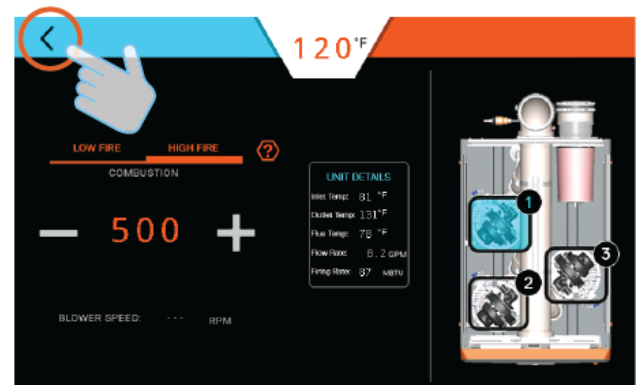 120°F
LOW FIRE HIGH FIRE ?
COMBUSTION
500
BLOWER SPEED: --- RPM
UNIT DETAILS
Inlet Temp: 81 °F
Outlet Temp: 131°F
Flue Temp: 78 °F
Flow Rate: 8.2 GPM
Firing Rate: 87 MBTU
1
2
3